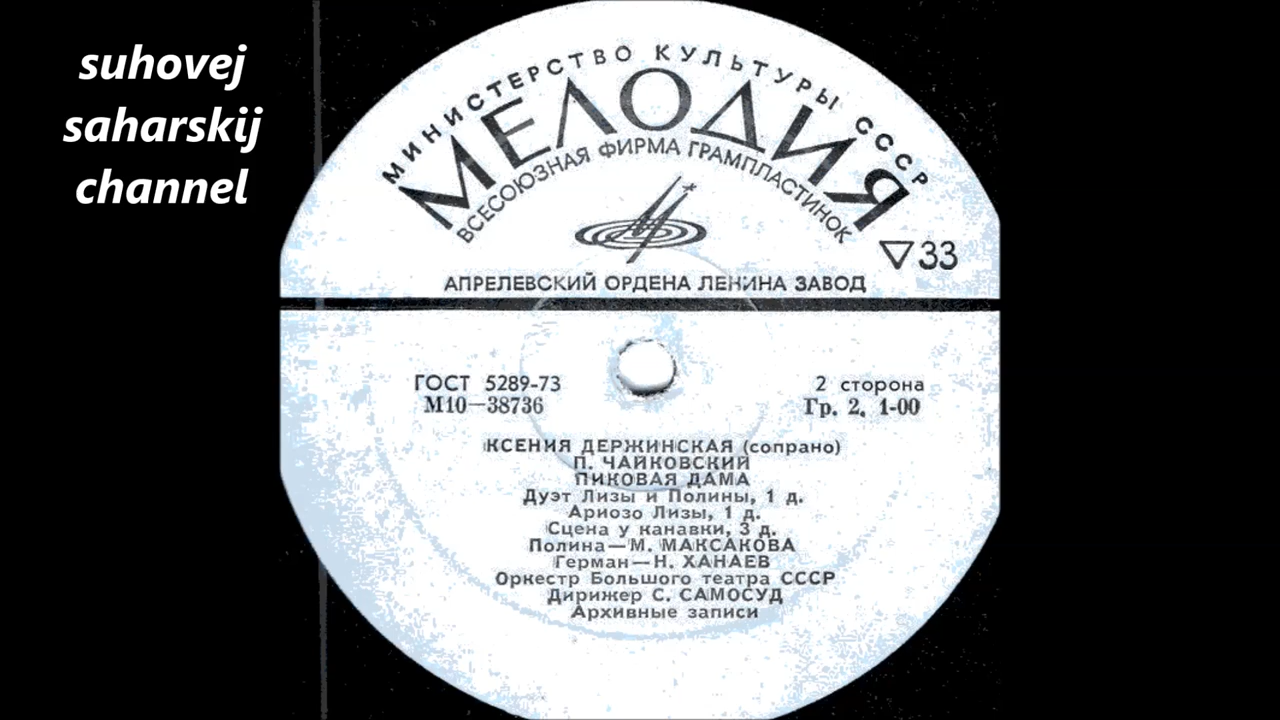 suhovej
saharskij
channel
МИНИСТЕРСТВО КУЛЬТУРЫ СССР
МЕЛОДИЯ
ВСЕСОЮЗНАЯ ФИРМА ГРАМПЛАСТИНОК
▽33
АПРЕЛЕВСКИЙ ОРДЕНА ЛЕНИНА ЗАВОД
ГОСТ 5289-73
М10—38736
2 сторона
Гр. 2. 1-00
КСЕНИЯ ДЕРЖИНСКАЯ (сопрано)
П. ЧАЙКОВСКИЙ
ПИКОВАЯ ДАМА
Дуэт Лизы и Полины, 1 д.
Ариозо Лизы, 1 д.
Сцена у канавки, 3 д.
Полина—М. МАКСАКОВА
Герман—Н. ХАНАЕВ
Оркестр Большого театра СССР
Дирижер С. САМОСУД
Архивные записи